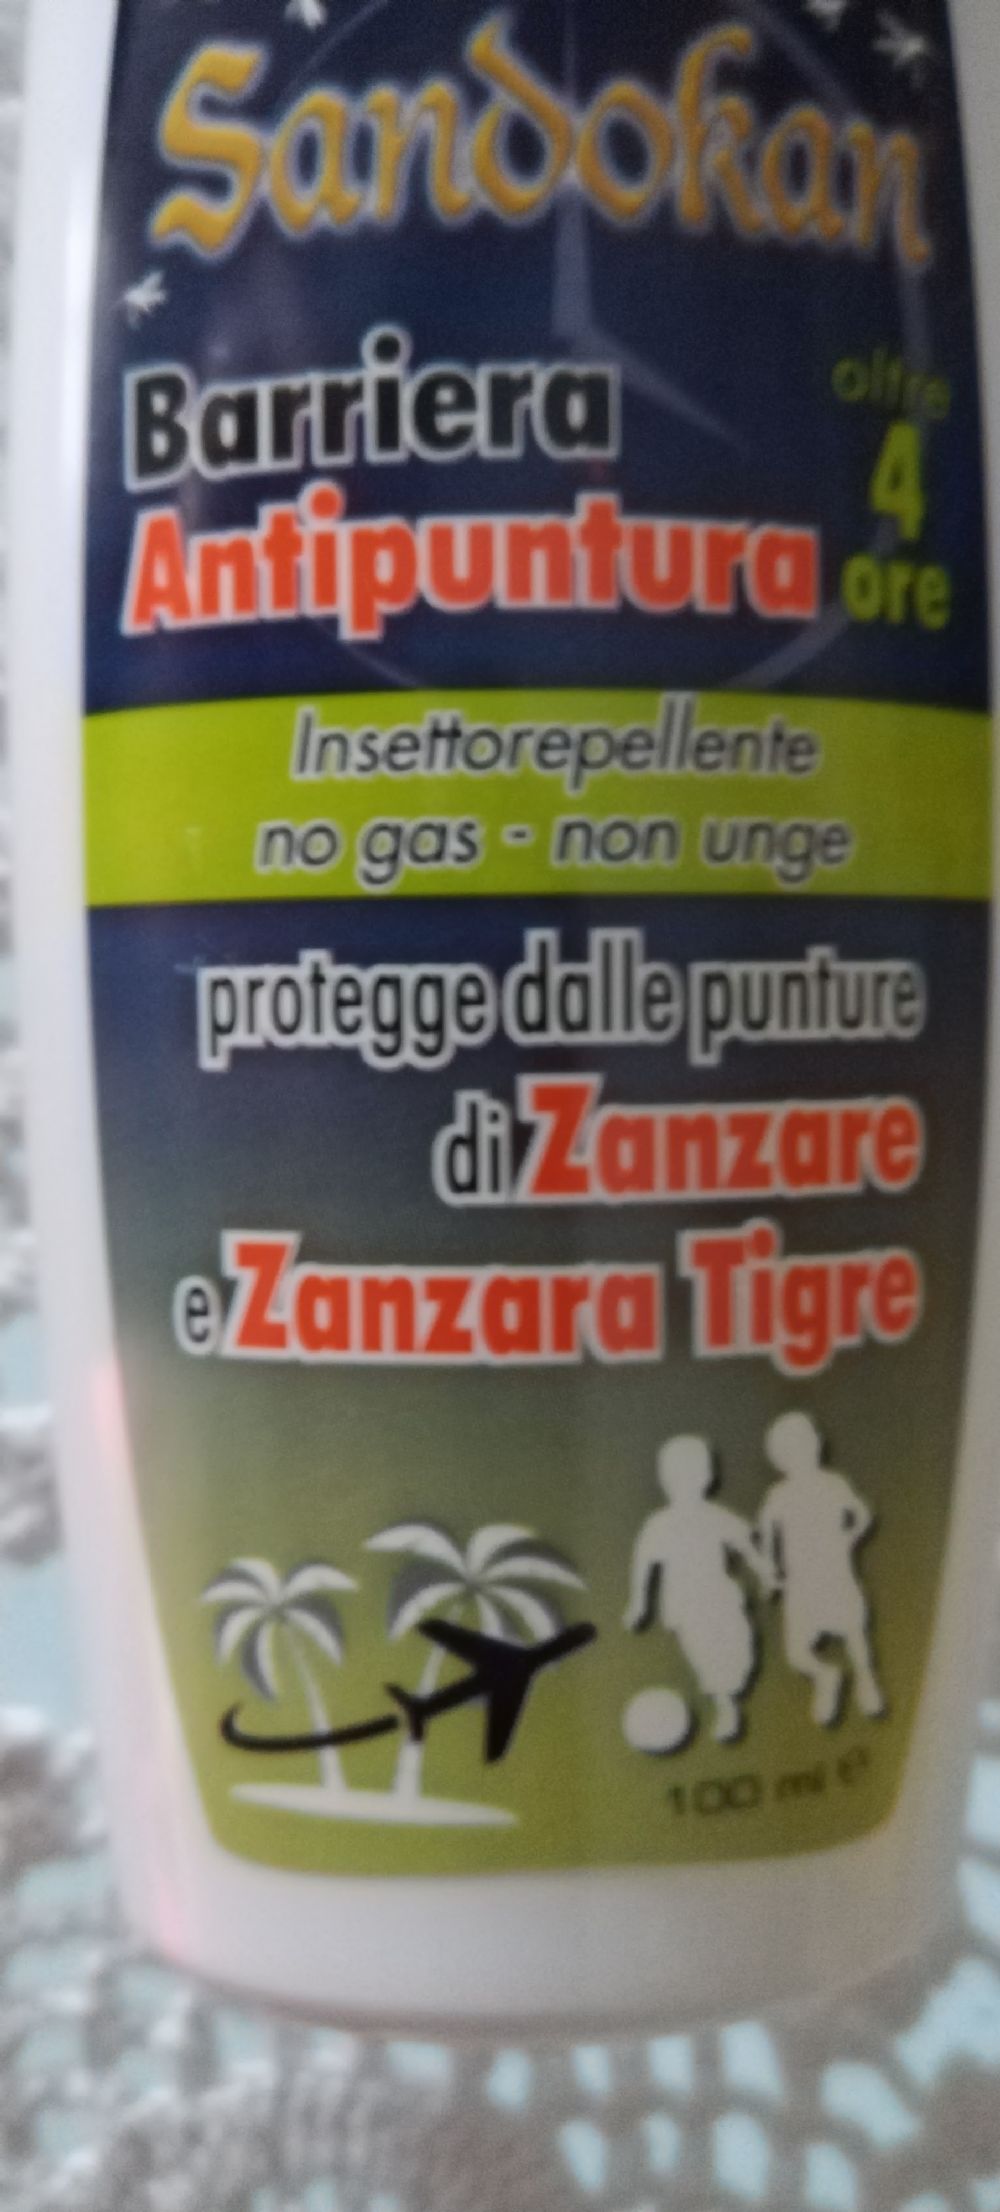 Sandokan
Barriera
Antipuntura
oltre
4
ore
Insettorepellente
no gas - non unge
protegge dalle punture
di Zanzare
e Zanzara Tigre
100 ml e